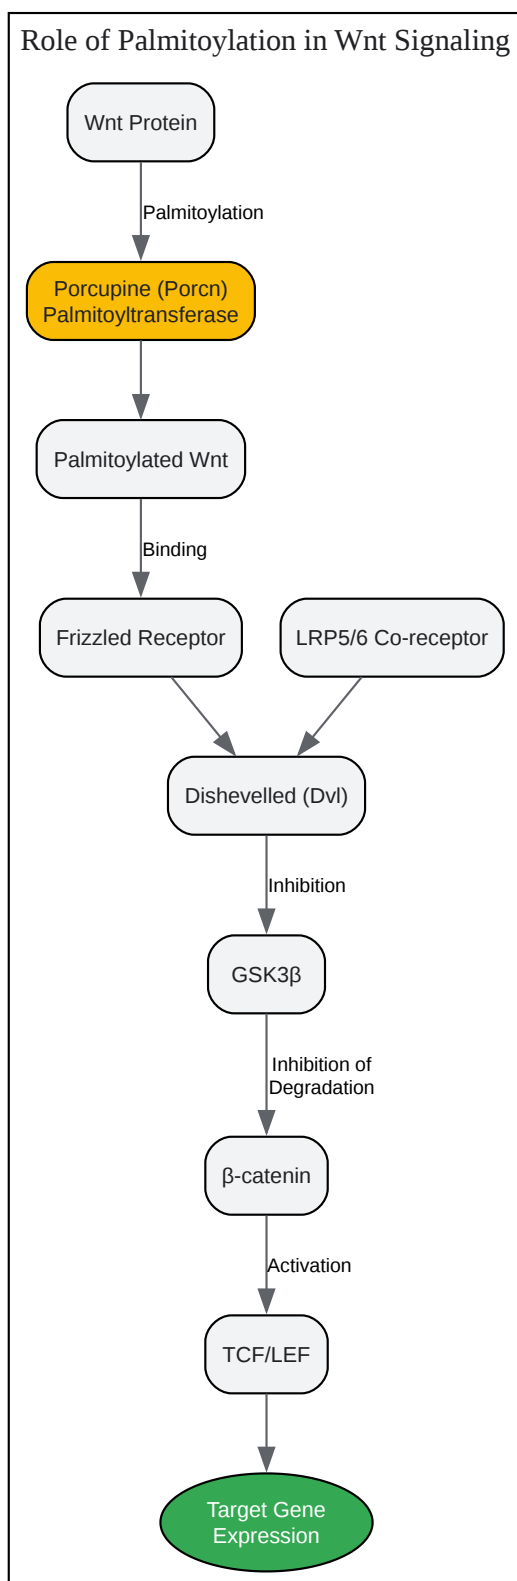 Role of Palmitoylation in Wnt Signaling
Wnt Protein
Palmitoylation
Porcupine (Porcn)
Palmitoyltransferase
Palmitoylated Wnt
Binding
Frizzled Receptor
LRP5/6 Co-receptor
Dishevelled (Dvl)
Inhibition
GSK3β
Inhibition of
Degradation
β-catenin
Activation
TCF/LEF
Target Gene
Expression